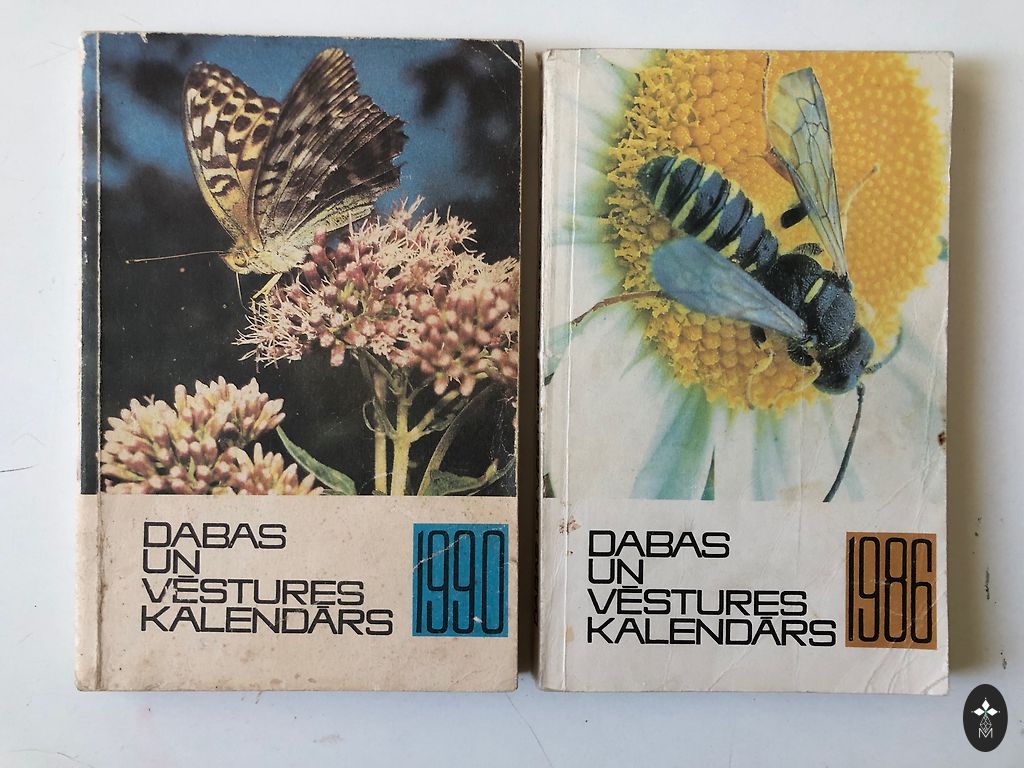 DABAS
UN
VĒSTURES
KALENDĀRS
1990
DABAS
UN
VĒSTURES
KALENDĀRS
1986
M